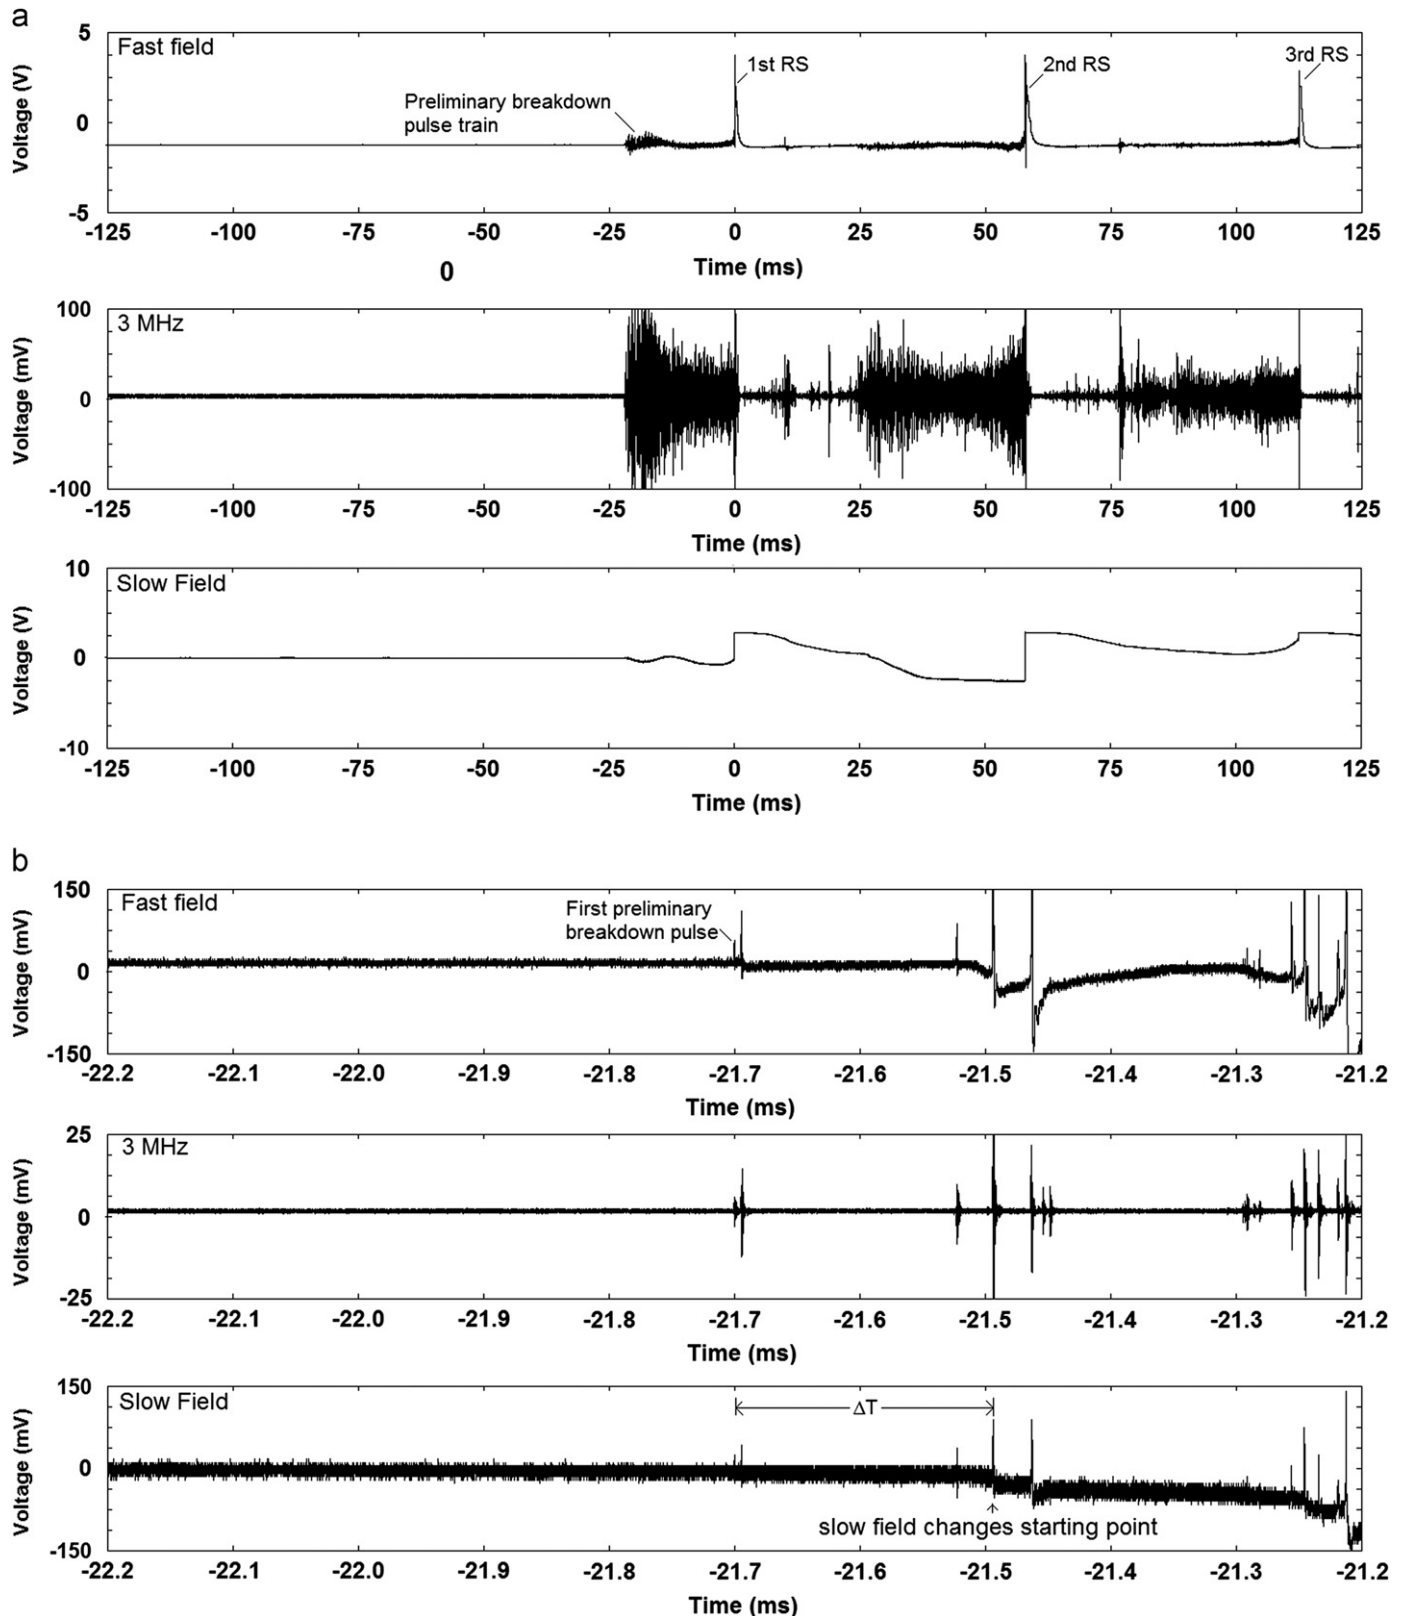 a
5
Fast field
1st RS
2nd RS
3rd RS
Preliminary breakdown
pulse train
Voltage (V)
0
-5
-125 -100 -75 -50 -25 0 25 50 75 100 125
Time (ms)
0
100
3 MHz
Voltage (mV)
0
-100
-125 -100 -75 -50 -25 0 25 50 75 100 125
Time (ms)
10
Slow Field
Voltage (V)
0
-10
-125 -100 -75 -50 -25 0 25 50 75 100 125
Time (ms)
b
150
Fast field
First preliminary
breakdown pulse
Voltage (mV)
0
-150
-22.2 -22.1 -22.0 -21.9 -21.8 -21.7 -21.6 -21.5 -21.4 -21.3 -21.2
Time (ms)
25
3 MHz
Voltage (mV)
0
-25
-22.2 -22.1 -22.0 -21.9 -21.8 -21.7 -21.6 -21.5 -21.4 -21.3 -21.2
Time (ms)
150
Slow Field
ΔT
Voltage (mV)
0
slow field changes starting point
-150
-22.2 -22.1 -22.0 -21.9 -21.8 -21.7 -21.6 -21.5 -21.4 -21.3 -21.2
Time (ms)